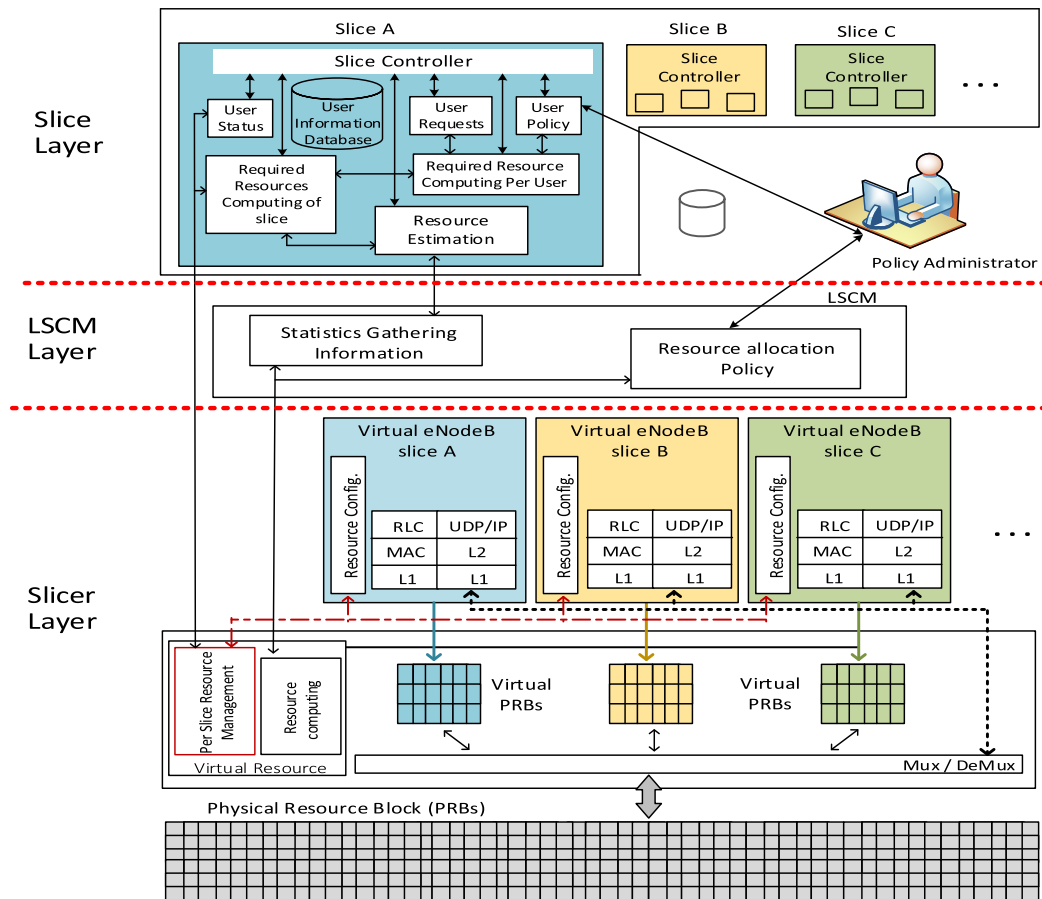 Slice A
Slice B
Slice C
Slice Controller
User
Status
User
Information
Database
User
Requests
User
Policy
Slice
Controller
Slice
Controller
. . .
Slice
Layer
Required
Resources
Computing of
slice
Required Resource
Computing Per User
Resource
Estimation
Policy Administrator
LSCM
LSCM
Layer
Statistics Gathering
Information
Resource allocation
Policy
Virtual eNodeB
slice A
Virtual eNodeB
slice B
Virtual eNodeB
slice C
Resource Config.
RLC UDP/IP
MAC L2
L1 L1
Resource Config.
RLC UDP/IP
MAC L2
L1 L1
Resource Config.
RLC UDP/IP
MAC L2
L1 L1
. . .
Slicer
Layer
Per Slice Resource
Management
Resource
computing
Virtual Resource
Virtual
PRBs
Virtual
PRBs
Mux / DeMux
Physical Resource Block (PRBs)